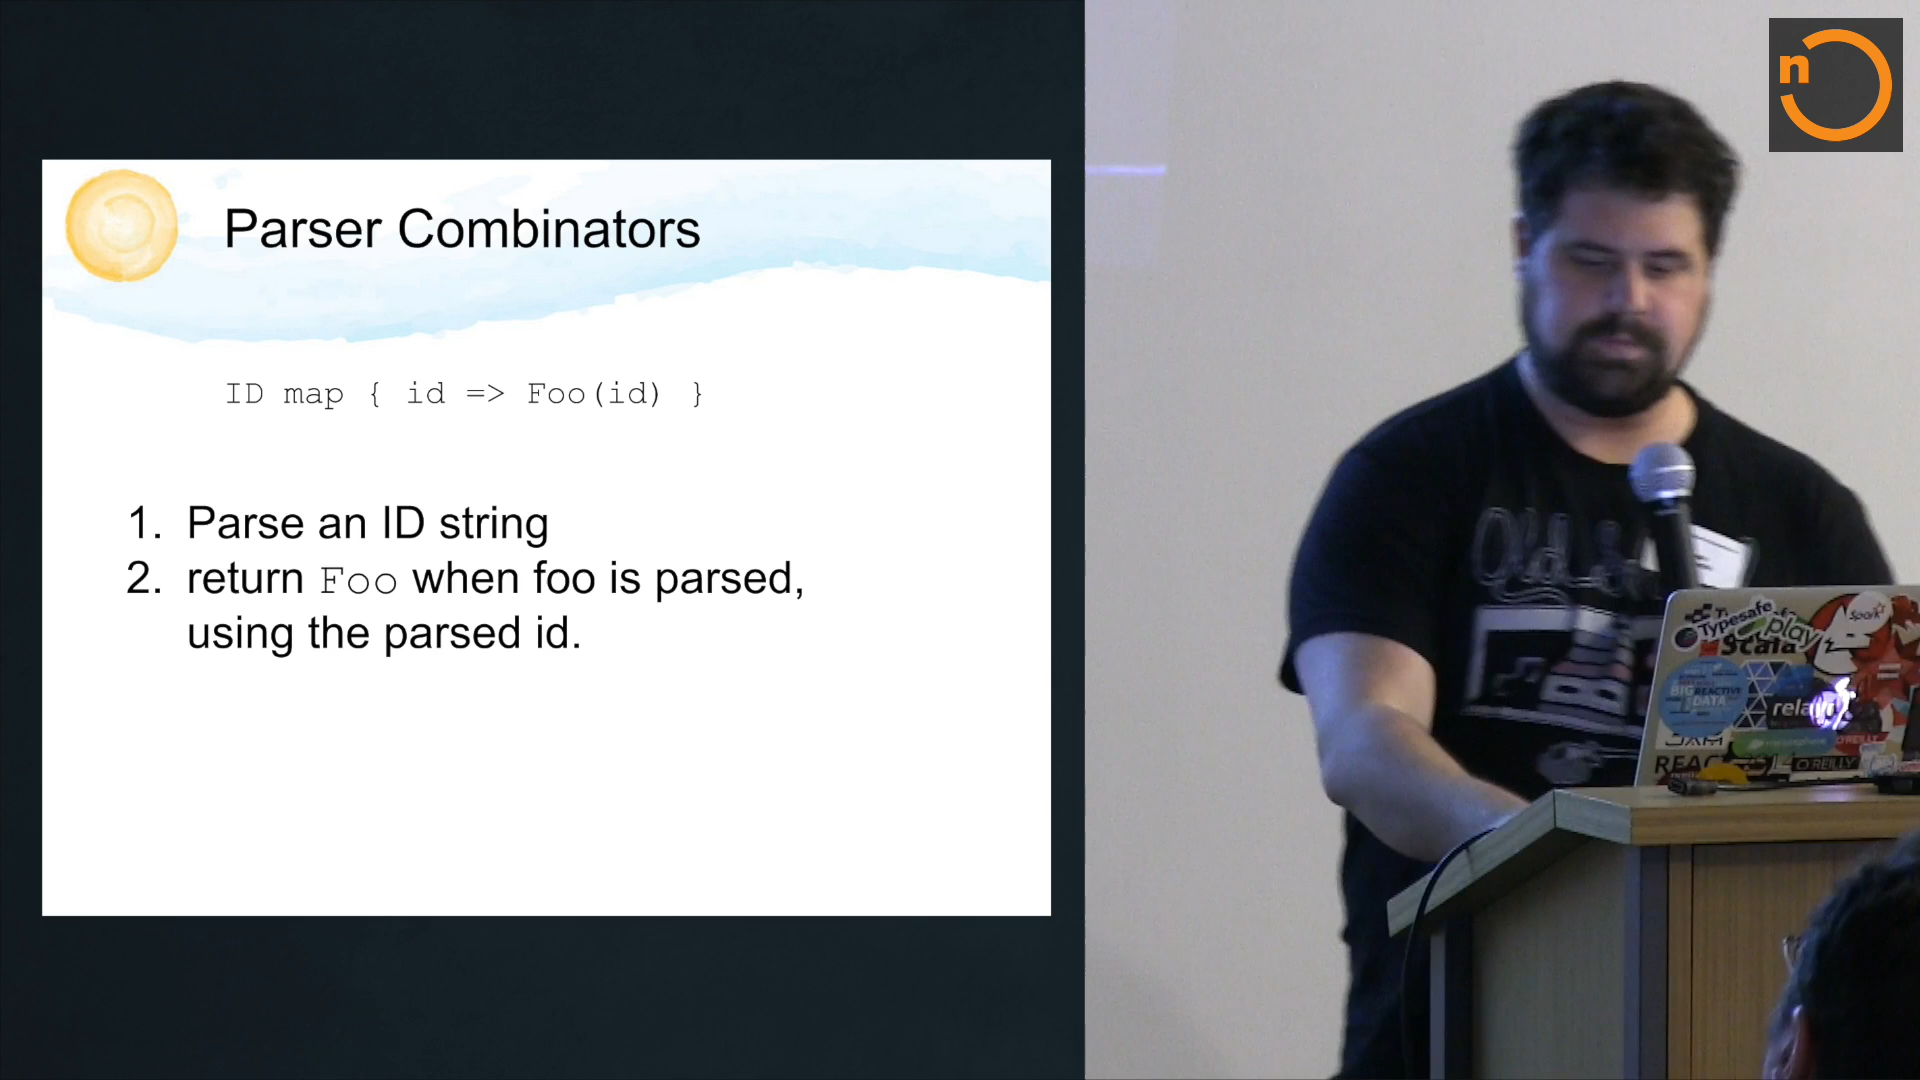 Parser Combinators
ID map { id => Foo(id) }
1. Parse an ID string
2. return Foo when foo is parsed,
using the parsed id.
n
Typesafe
play
Scala
Spark
BIG REACTIVE
DATA
O'REILLY